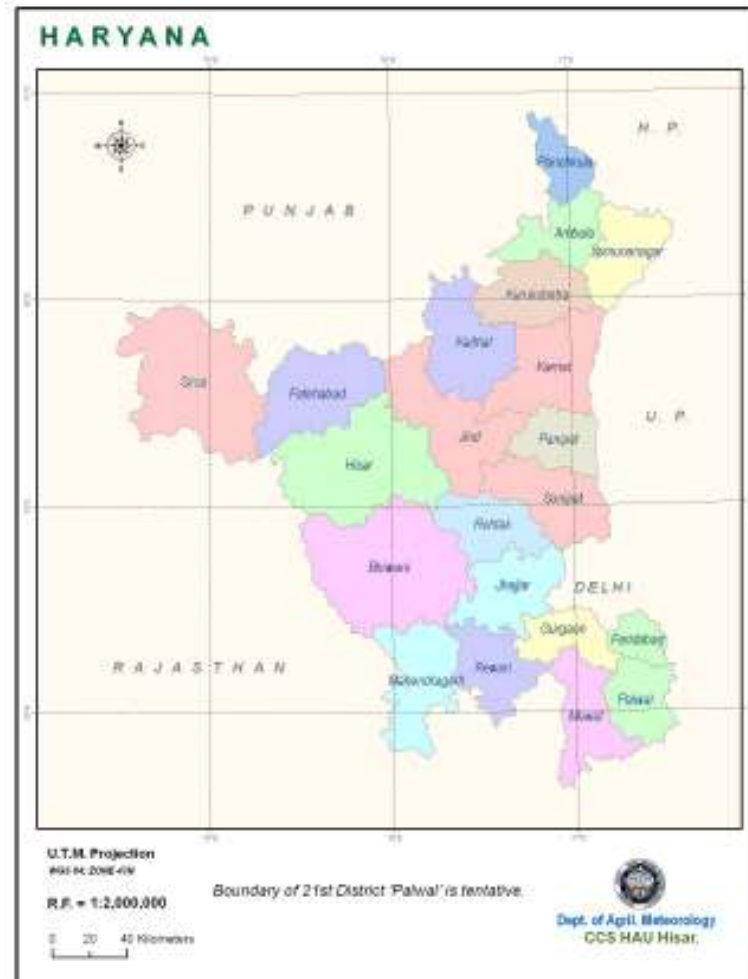 HARYANA
H. P.
Panchkula
PUNJAB
Ambala
Yamunanagar
Kurukshetra
Kaithal
Karnal
Sirsa
Fatehabad
U. P.
Jind
Panipat
Hisar
Sonipat
Rohtak
Bhiwani
Jhajjar
DELHI
Gurgaon
Faridabad
RAJASTHAN
Mahendragarh
Rewari
Palwal
Mewat
U.T.M. Projection
R.F. = 1:2,000,000
Boundary of 21st District 'Palwal' is tentative.
0 20 40 Kilometers
Dept. of Agril. Meteorology
CCS HAU Hisar.